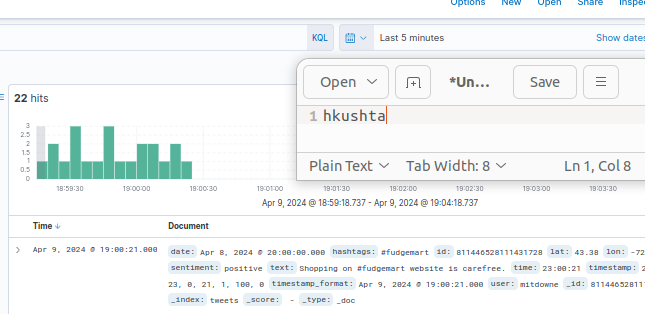 Options New Open Share Inspe
KQL Last 5 minutes Show dates
22 hits
Open *Un... Save
1 hkushta
Plain Text Tab Width: 8 Ln 1, Col 8
3
2.5
2
1.5
1
0.5
0
18:59:30 19:00:00 19:00:30 19:01:00 19:01:30 19:02:00 19:02:30 19:03:00 19:03:30
Apr 9, 2024 @ 18:59:18.737 - Apr 9, 2024 @ 19:04:18.737
Time Document
Apr 9, 2024 @ 19:00:21.000 date: Apr 8, 2024 @ 20:00:00.000 hashtags: #fudgemart id: 811446528111431728 lat: 43.38 lon: -72
sentiment: positive text: Shopping on #fudgemart website is carefree. time: 23:00:21 timestamp: 2
23, 0, 21, 1, 100, 0 timestamp_format: Apr 9, 2024 @ 19:00:21.000 user: mitdowne _id: 8114465281117
_index: tweets _score: - _type: _doc